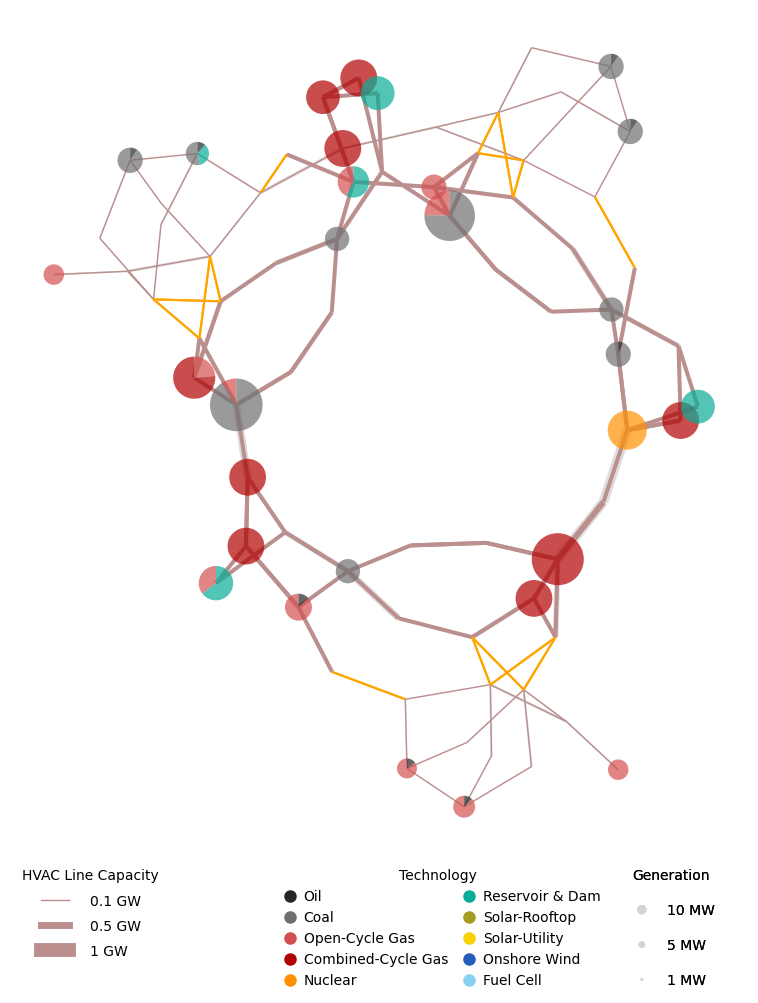 HVAC Line Capacity
0.1 GW
0.5 GW
1 GW
Technology
Oil
Coal
Open-Cycle Gas
Combined-Cycle Gas
Nuclear
Reservoir & Dam
Solar-Rooftop
Solar-Utility
Onshore Wind
Fuel Cell
Generation
10 MW
5 MW
1 MW